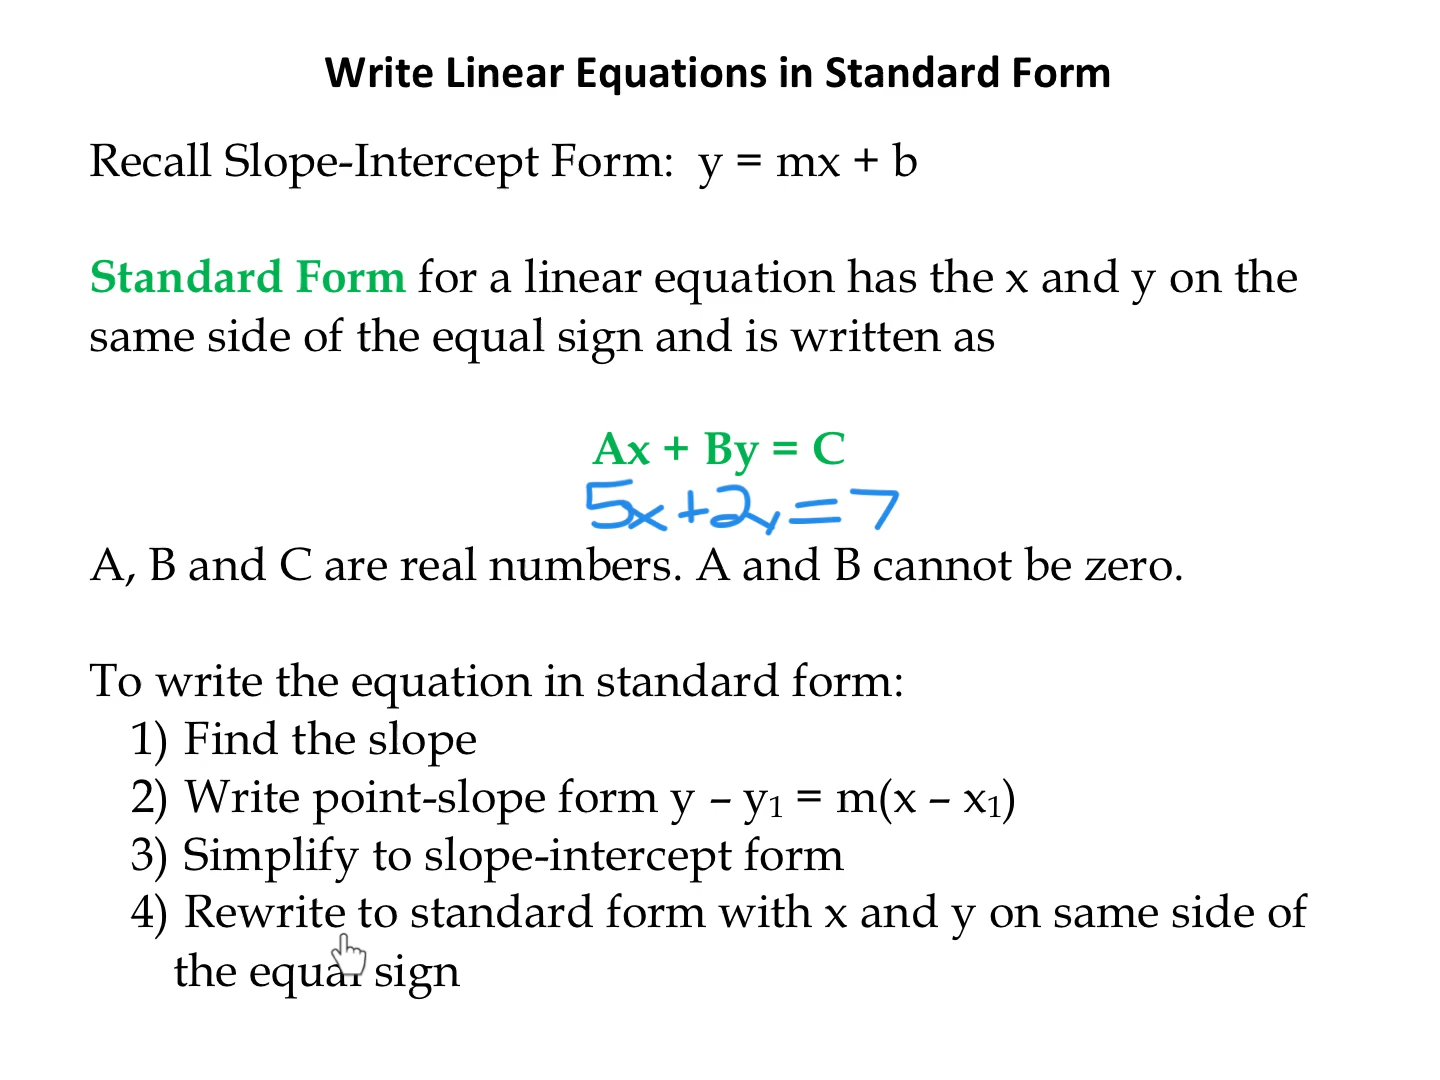 Write Linear Equations in Standard Form
Recall Slope-Intercept Form: y = mx + b
Standard Form for a linear equation has the x and y on the
same side of the equal sign and is written as
Ax + By = C
5x+2y=7
A, B and C are real numbers. A and B cannot be zero.
To write the equation in standard form:
1) Find the slope
2) Write point-slope form y – y₁ = m(x – x₁)
3) Simplify to slope-intercept form
4) Rewrite to standard form with x and y on same side of
the equal sign